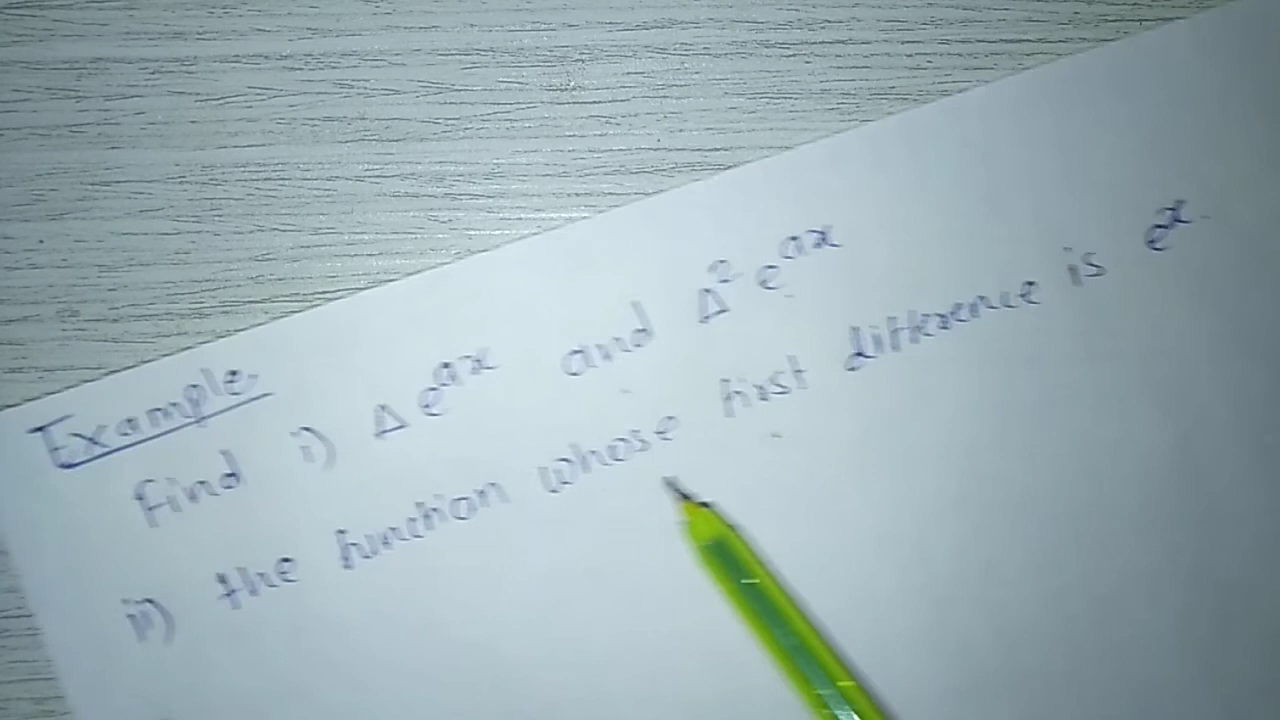 Example.
Find i) Δ e^ax and Δ² e^ax
ii) the function whose first difference is e^x.